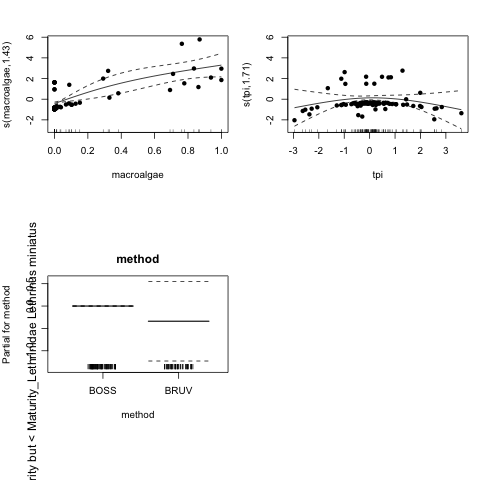 s(macroalgae,1.43)
6
4
2
0
-2
0.0 0.2 0.4 0.6 0.8 1.0
macroalgae
s(tpi,1.71)
6
4
2
0
-2
-3 -1 0 1 2 3
tpi
rity but < Maturity_Lethrinidae Lethrinus miniatus
method
Partial for method
BOSS BRUV
method